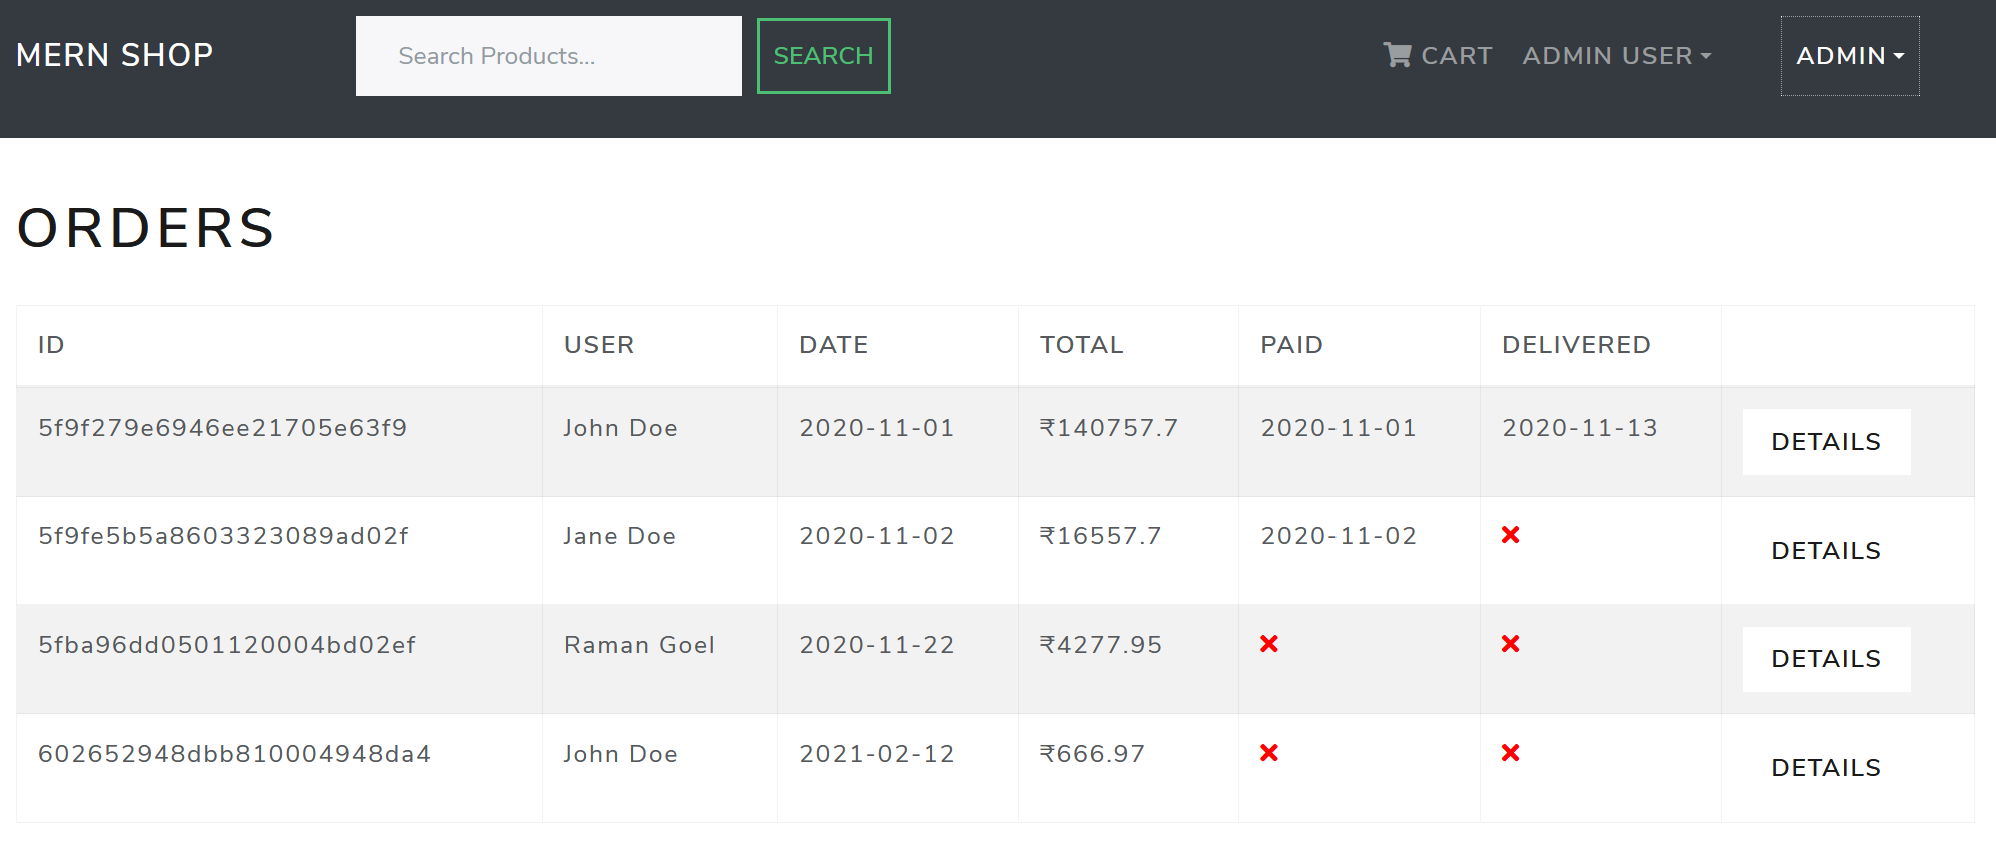 MERN SHOP Search Products... SEARCH CART ADMIN USER ADMIN
ORDERS
ID USER DATE TOTAL PAID DELIVERED
5f9f279e6946ee21705e63f9 John Doe 2020-11-01 ₹140757.7 2020-11-01 2020-11-13 DETAILS
5f9fe5b5a8603323089ad02f Jane Doe 2020-11-02 ₹16557.7 2020-11-02 DETAILS
5fba96dd0501120004bd02ef Raman Goel 2020-11-22 ₹4277.95 DETAILS
602652948dbb810004948da4 John Doe 2021-02-12 ₹666.97 DETAILS